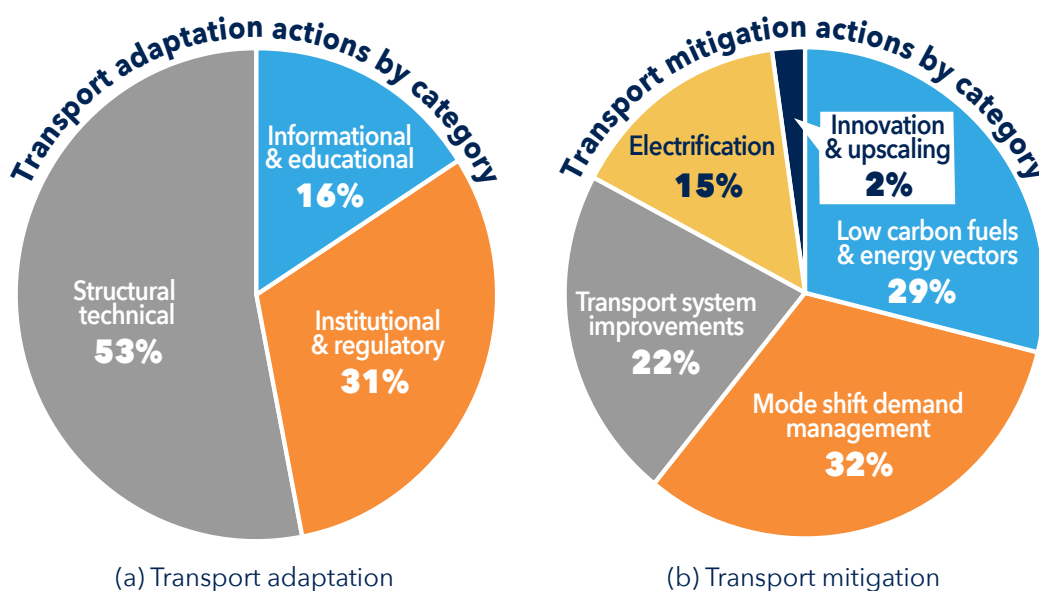 Transport adaptation actions by category
Informational
& educational
16%
Structural
technical
53%
Institutional
& regulatory
31%
(a) Transport adaptation
Transport mitigation actions by category
Electrification
15%
Innovation
& upscaling
2%
Low carbon fuels
& energy vectors
29%
Transport system
improvements
22%
Mode shift demand
management
32%
(b) Transport mitigation